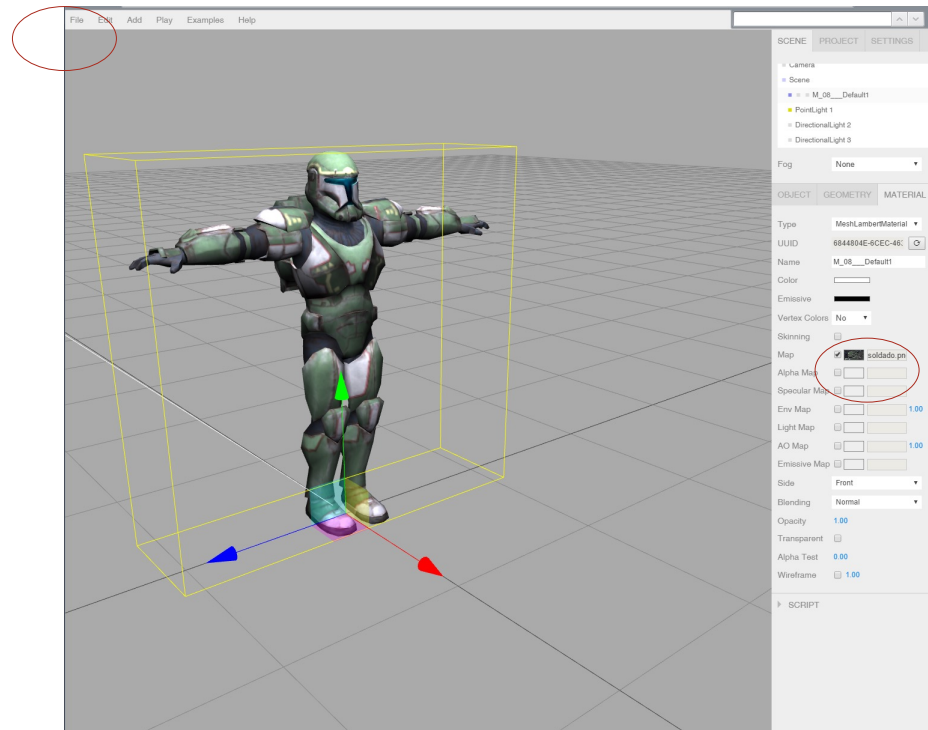 File Edit Add Play Examples Help
SCENE PROJECT SETTINGS
Camera
Scene
M_08___Default1
PointLight 1
DirectionalLight 2
DirectionalLight 3
Fog None
OBJECT GEOMETRY MATERIAL
Type MeshLambertMaterial
UUID 6844804E-6CEC-46:
Name M_08___Default1
Color
Emissive
Vertex Colors No
Skinning
Map soldado.pn
Alpha Map
Specular Map
Env Map 1.00
Light Map
AO Map 1.00
Emissive Map
Side Front
Blending Normal
Opacity 1.00
Transparent
Alpha Test 0.00
Wireframe 1.00
SCRIPT